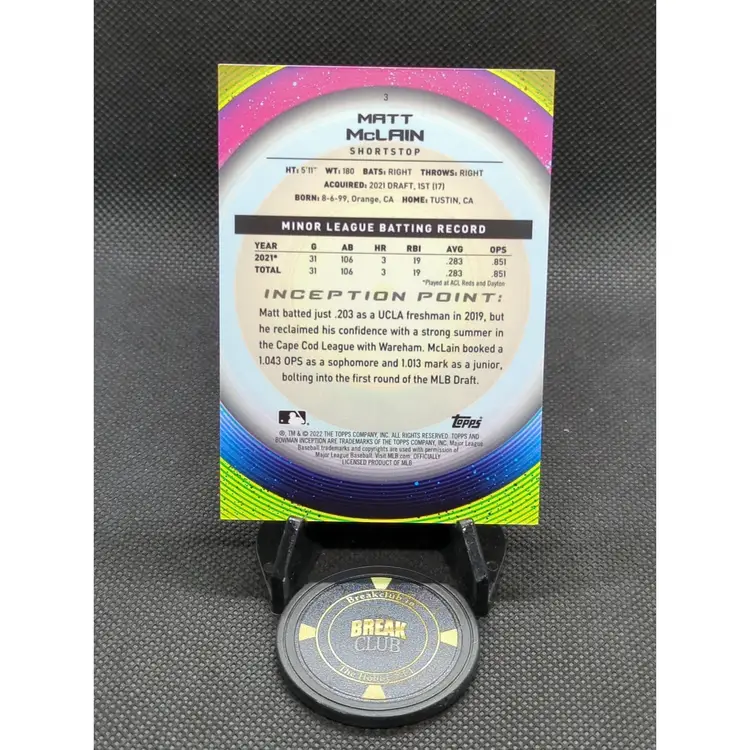 3
MATT
McLAIN
SHORTSTOP
HT: 5'11" WT: 180 BATS: RIGHT THROWS: RIGHT
ACQUIRED: 2021 DRAFT, 1ST (17)
BORN: 8-6-99, Orange, CA HOME: TUSTIN, CA
MINOR LEAGUE BATTING RECORD
YEAR G AB HR RBI AVG OPS
2021* 31 106 3 19 .283 .851
TOTAL 31 106 3 19 .283 .851
*Played at ACL Reds and Dayton
INCEPTION POINT:
Matt batted just .203 as a UCLA freshman in 2019, but
he reclaimed his confidence with a strong summer in
the Cape Cod League with Wareham. McLain booked a
1.043 OPS as a sophomore and 1.013 mark as a junior,
bolting into the first round of the MLB Draft.
topps
®, TM & © 2022 THE TOPPS COMPANY, INC. ALL RIGHTS RESERVED. TOPPS AND
BOWMAN INCEPTION ARE TRADEMARKS OF THE TOPPS COMPANY, INC. Major League
Baseball trademarks and copyrights are used with permission of
Major League Baseball. Visit MLB.com. OFFICIALLY
LICENSED PRODUCT OF MLB
Breakclub.se
BREAK
CLUB
The Hobby